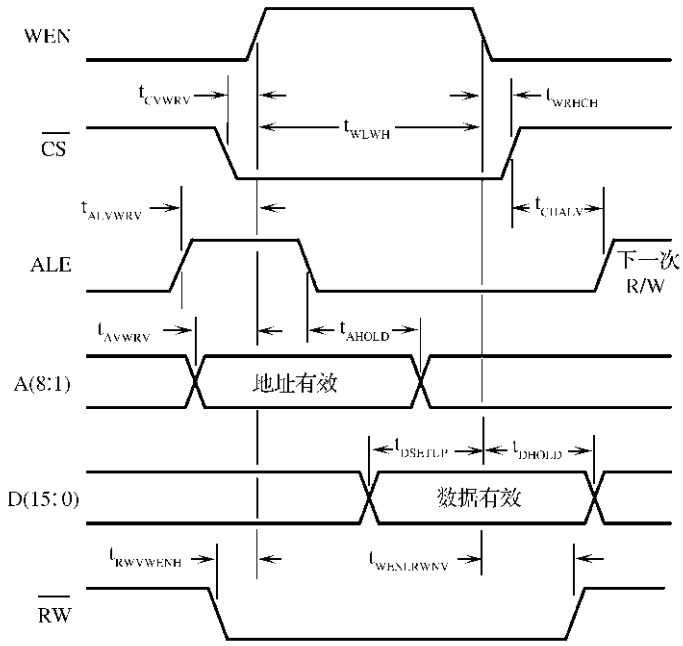 WEN
tCVWRV
tWRHCH
tWLWH
CS
tALVWRV
tCHALV
ALE
下一次
R/W
tAVWRV
tAHOLD
A(8:1)
地址有效
tDSETUP
tDHOLD
D(15:0)
数据有效
tRWVWENH
tWENLRWNV
RW